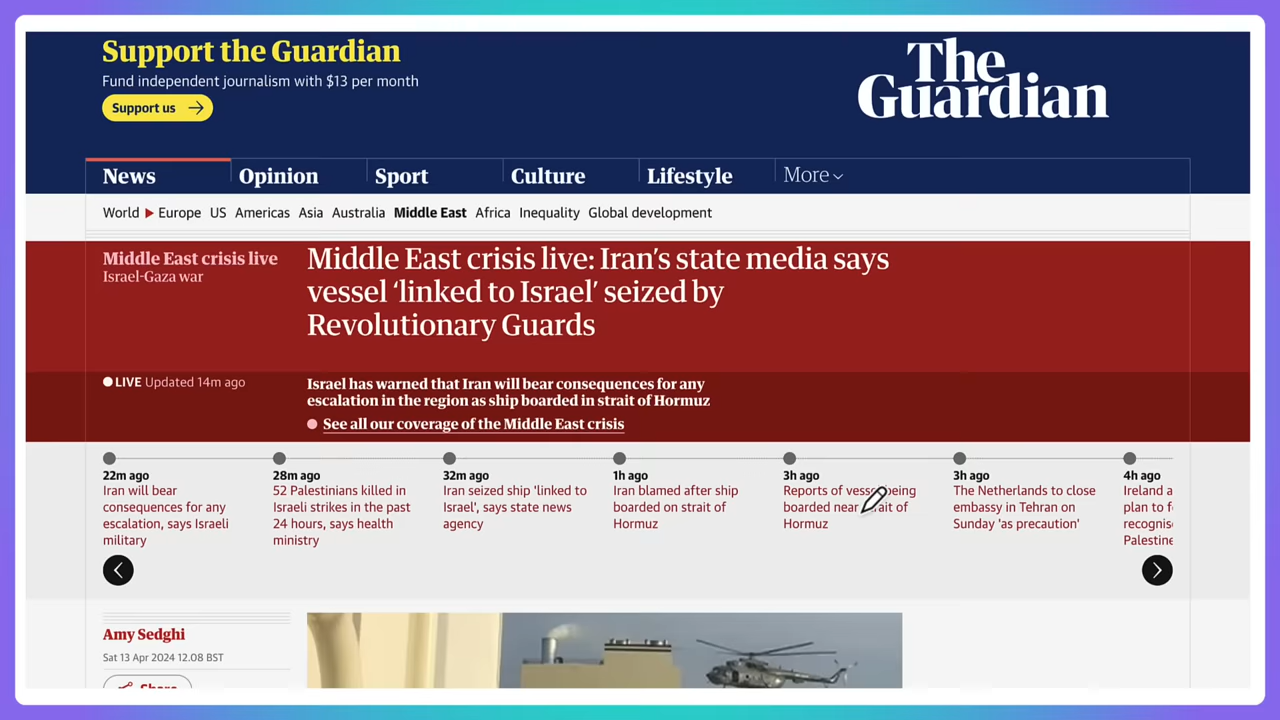 Support the Guardian
Fund independent journalism with $13 per month
Support us
The
Guardian
News
Opinion
Sport
Culture
Lifestyle
More
World
Europe
US
Americas
Asia
Australia
Middle East
Africa
Inequality
Global development
Middle East crisis live
Israel-Gaza war
Middle East crisis live: Iran’s state media says
vessel ‘linked to Israel’ seized by
Revolutionary Guards
LIVE Updated 14m ago
Israel has warned that Iran will bear consequences for any
escalation in the region as ship boarded in strait of Hormuz
See all our coverage of the Middle East crisis
22m ago
Iran will bear
consequences for any
escalation, says Israeli
military
28m ago
52 Palestinians killed in
Israeli strikes in the past
24 hours, says health
ministry
32m ago
Iran seized ship 'linked to
Israel', says state news
agency
1h ago
Iran blamed after ship
boarded on strait of
Hormuz
3h ago
Reports of vessel being
boarded near strait of
Hormuz
3h ago
The Netherlands to close
embassy in Tehran on
Sunday 'as precaution'
4h ago
Ireland a
plan to f
recognis
Palestine
Amy Sedghi
Sat 13 Apr 2024 12.08 BST
Share